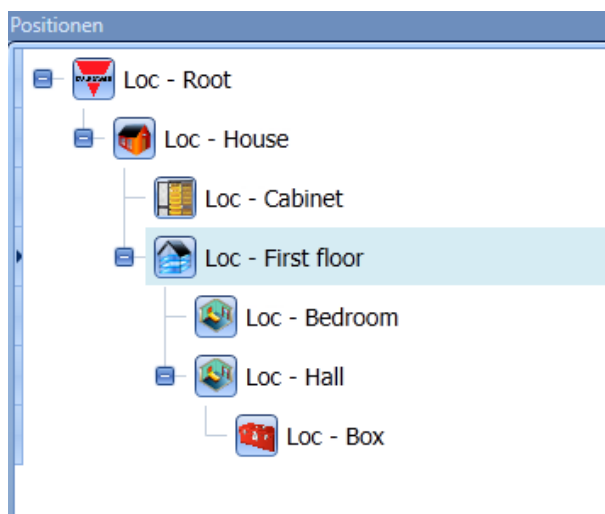 Positionen
Loc - Root
Loc - House
Loc - Cabinet
Loc - First floor
Loc - Bedroom
Loc - Hall
Loc - Box